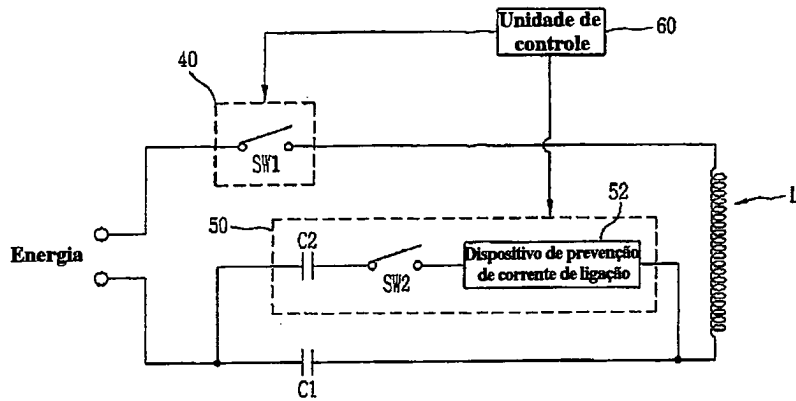 Unidade de
controle
60
40
SW1
L
50
C2
SW2
52
Dispositivo de prevenção
de corrente de ligação
Energia
C1